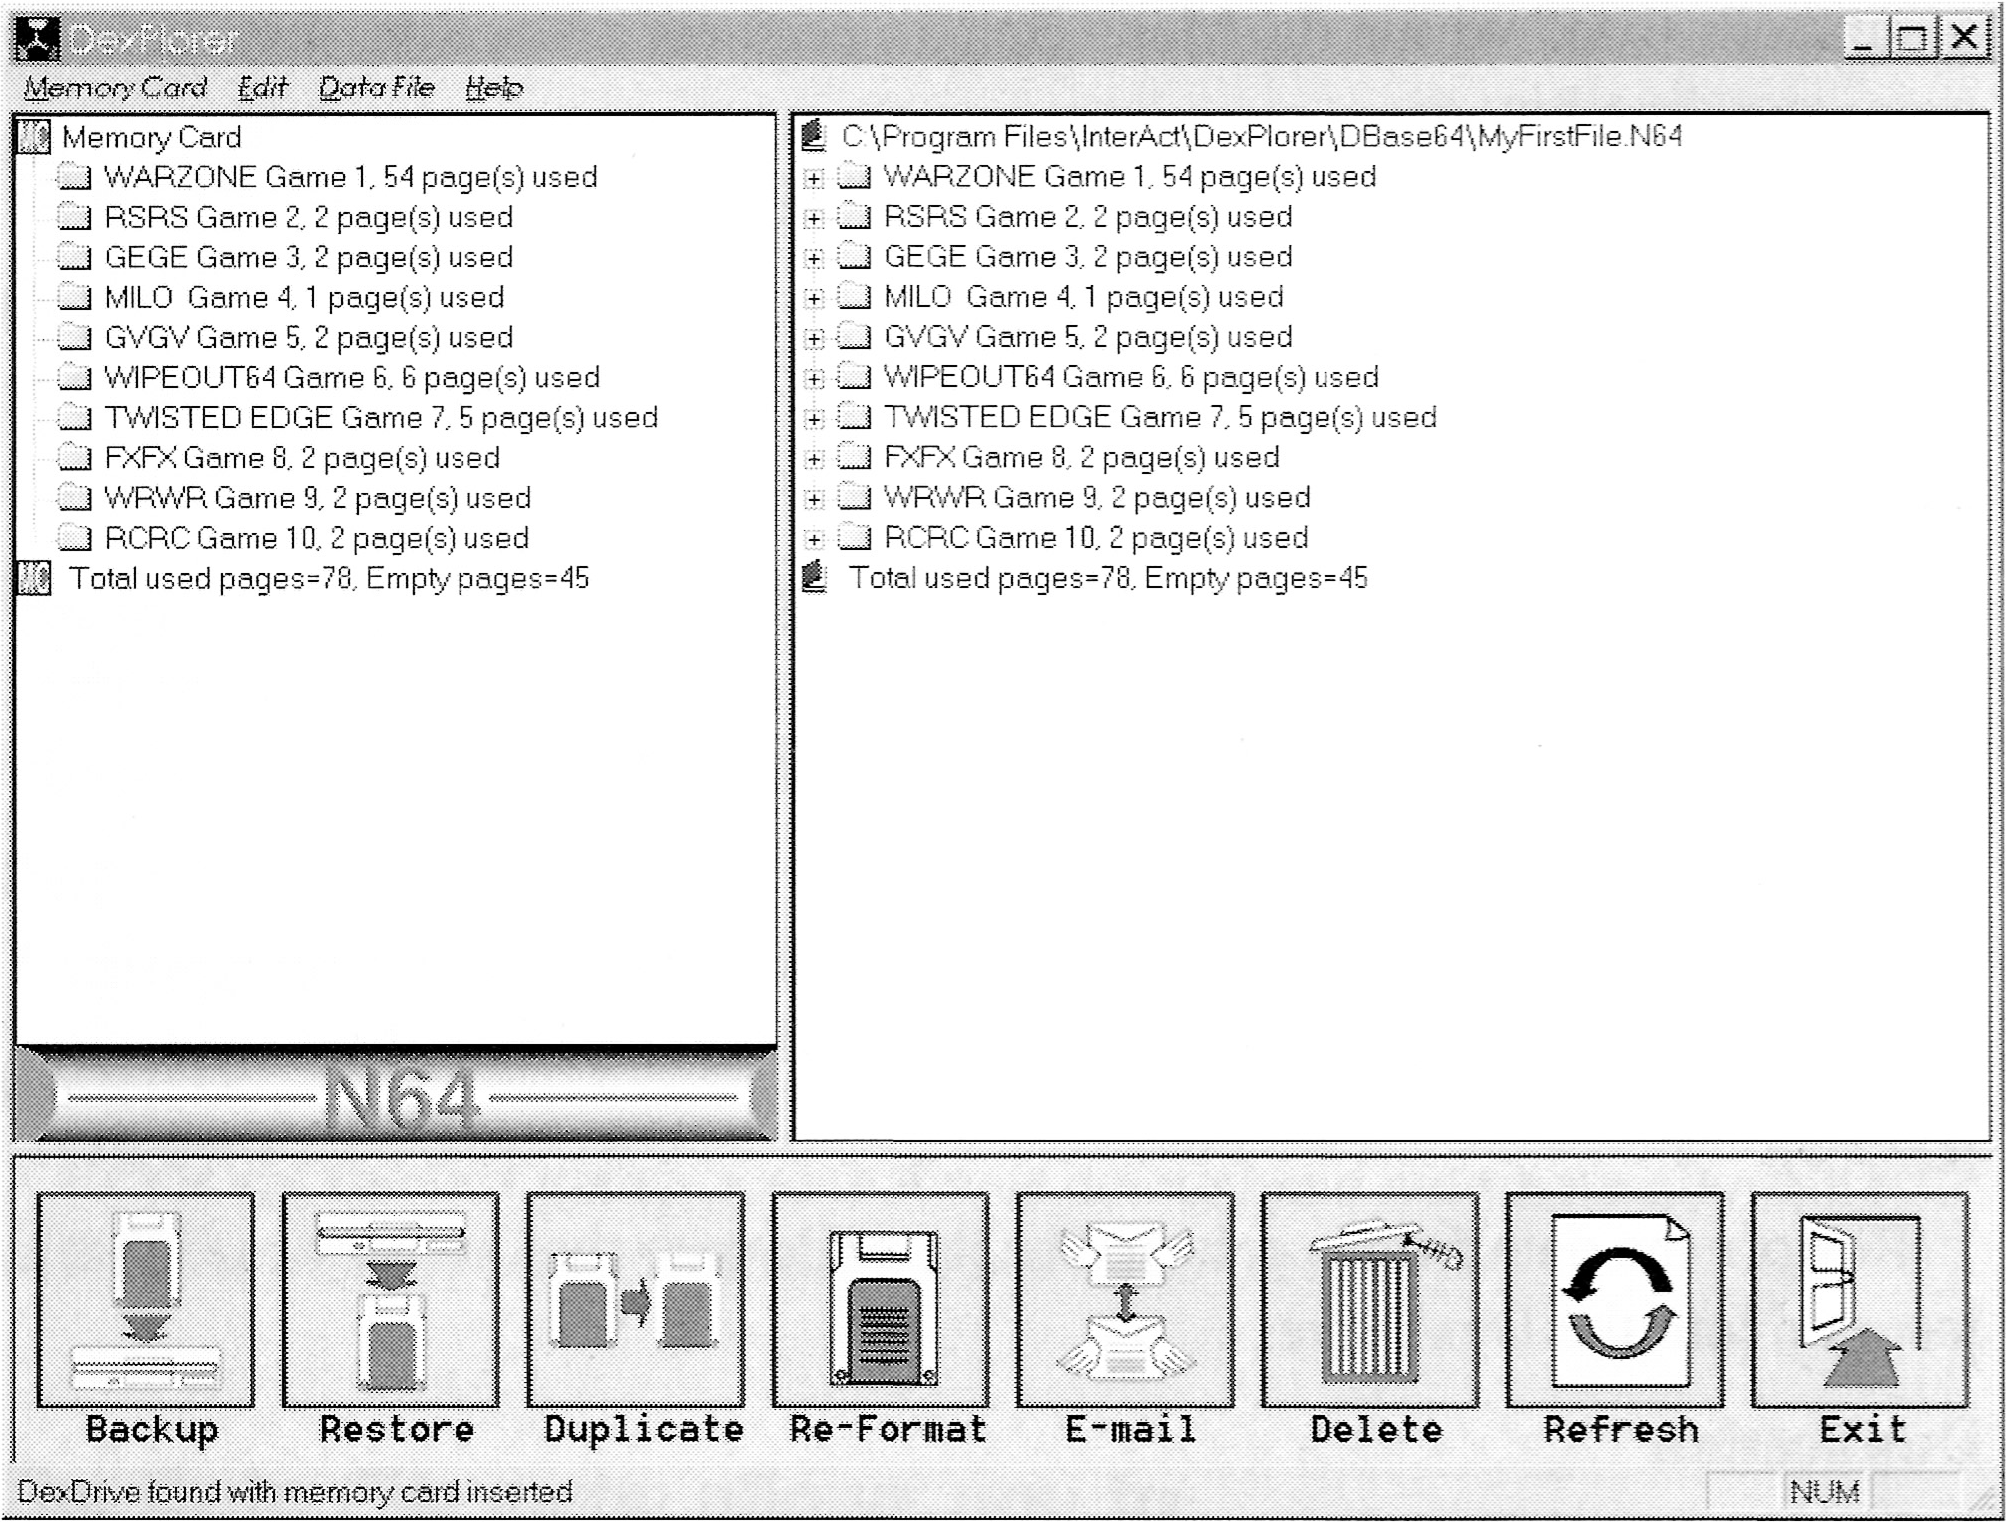 DexPlorer
Memory Card Edit Data File Help
Memory Card
WARZONE Game 1, 54 page(s) used
RSRS Game 2, 2 page(s) used
GEGE Game 3, 2 page(s) used
MILO  Game 4, 1 page(s) used
GVGV Game 5, 2 page(s) used
WIPEOUT64 Game 6, 6 page(s) used
TWISTED EDGE Game 7, 5 page(s) used
FXFX Game 8, 2 page(s) used
WRWR Game 9, 2 page(s) used
RCRC Game 10, 2 page(s) used
Total used pages=78, Empty pages=45
N64
C:\Program Files\InterAct\DexPlorer\DBase64\MyFirstFile.N64
WARZONE Game 1, 54 page(s) used
RSRS Game 2, 2 page(s) used
GEGE Game 3, 2 page(s) used
MILO  Game 4, 1 page(s) used
GVGV Game 5, 2 page(s) used
WIPEOUT64 Game 6, 6 page(s) used
TWISTED EDGE Game 7, 5 page(s) used
FXFX Game 8, 2 page(s) used
WRWR Game 9, 2 page(s) used
RCRC Game 10, 2 page(s) used
Total used pages=78, Empty pages=45
Backup Restore Duplicate Re-Format E-mail Delete Refresh Exit
DexDrive found with memory card inserted NUM